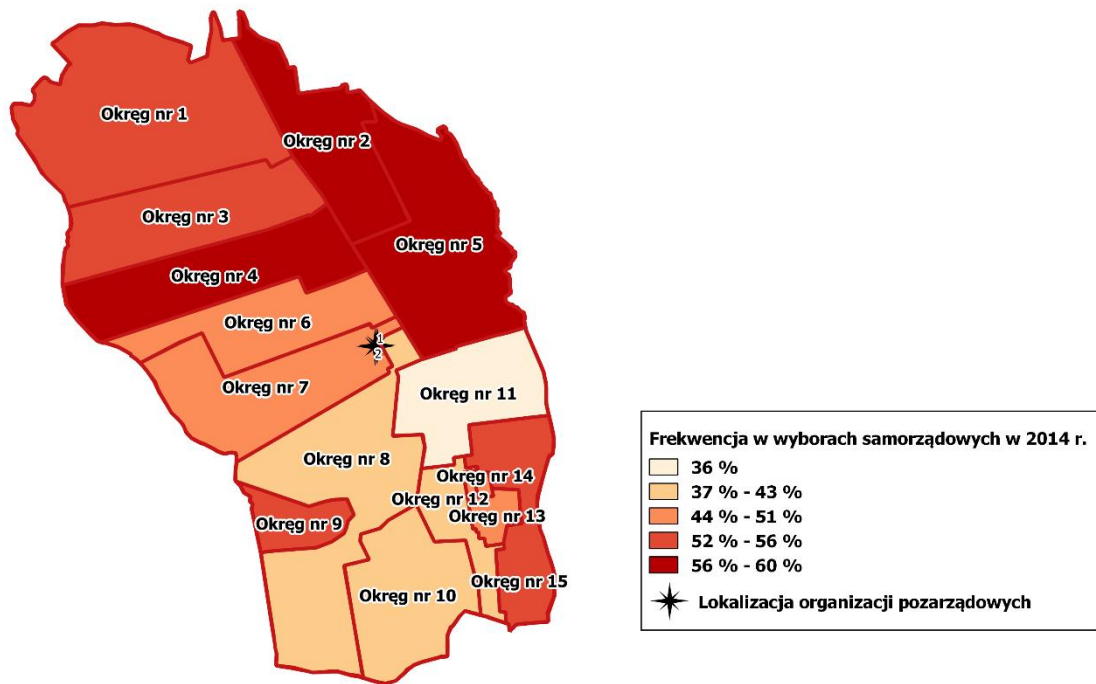 Okręg nr 1
Okręg nr 2
Okręg nr 3
Okręg nr 5
Okręg nr 4
Okręg nr 6
1
2
Okręg nr 7
Okręg nr 11
Okręg nr 8
Okręg nr 14
Okręg nr 12
Okręg nr 9
Okręg nr 13
Okręg nr 15
Okręg nr 10
Frekwencja w wyborach samorządowych w 2014 r.
36 %
37 % - 43 %
44 % - 51 %
52 % - 56 %
56 % - 60 %
Lokalizacja organizacji pozarządowych